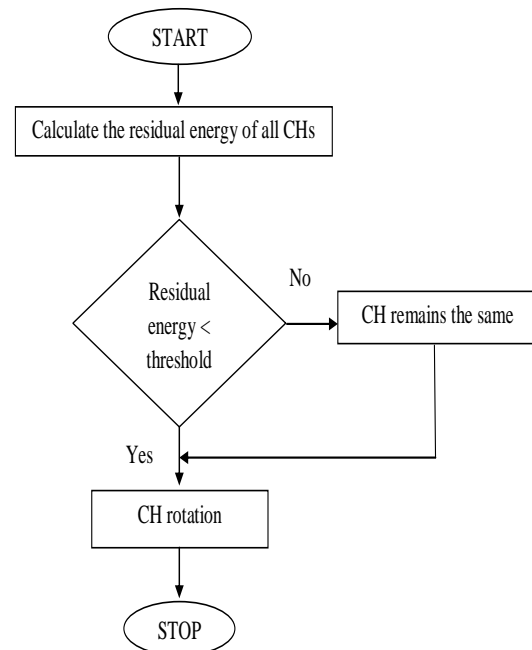 START
Calculate the residual energy of all CHs
Residual
energy <
threshold
No
CH remains the same
Yes
CH rotation
STOP